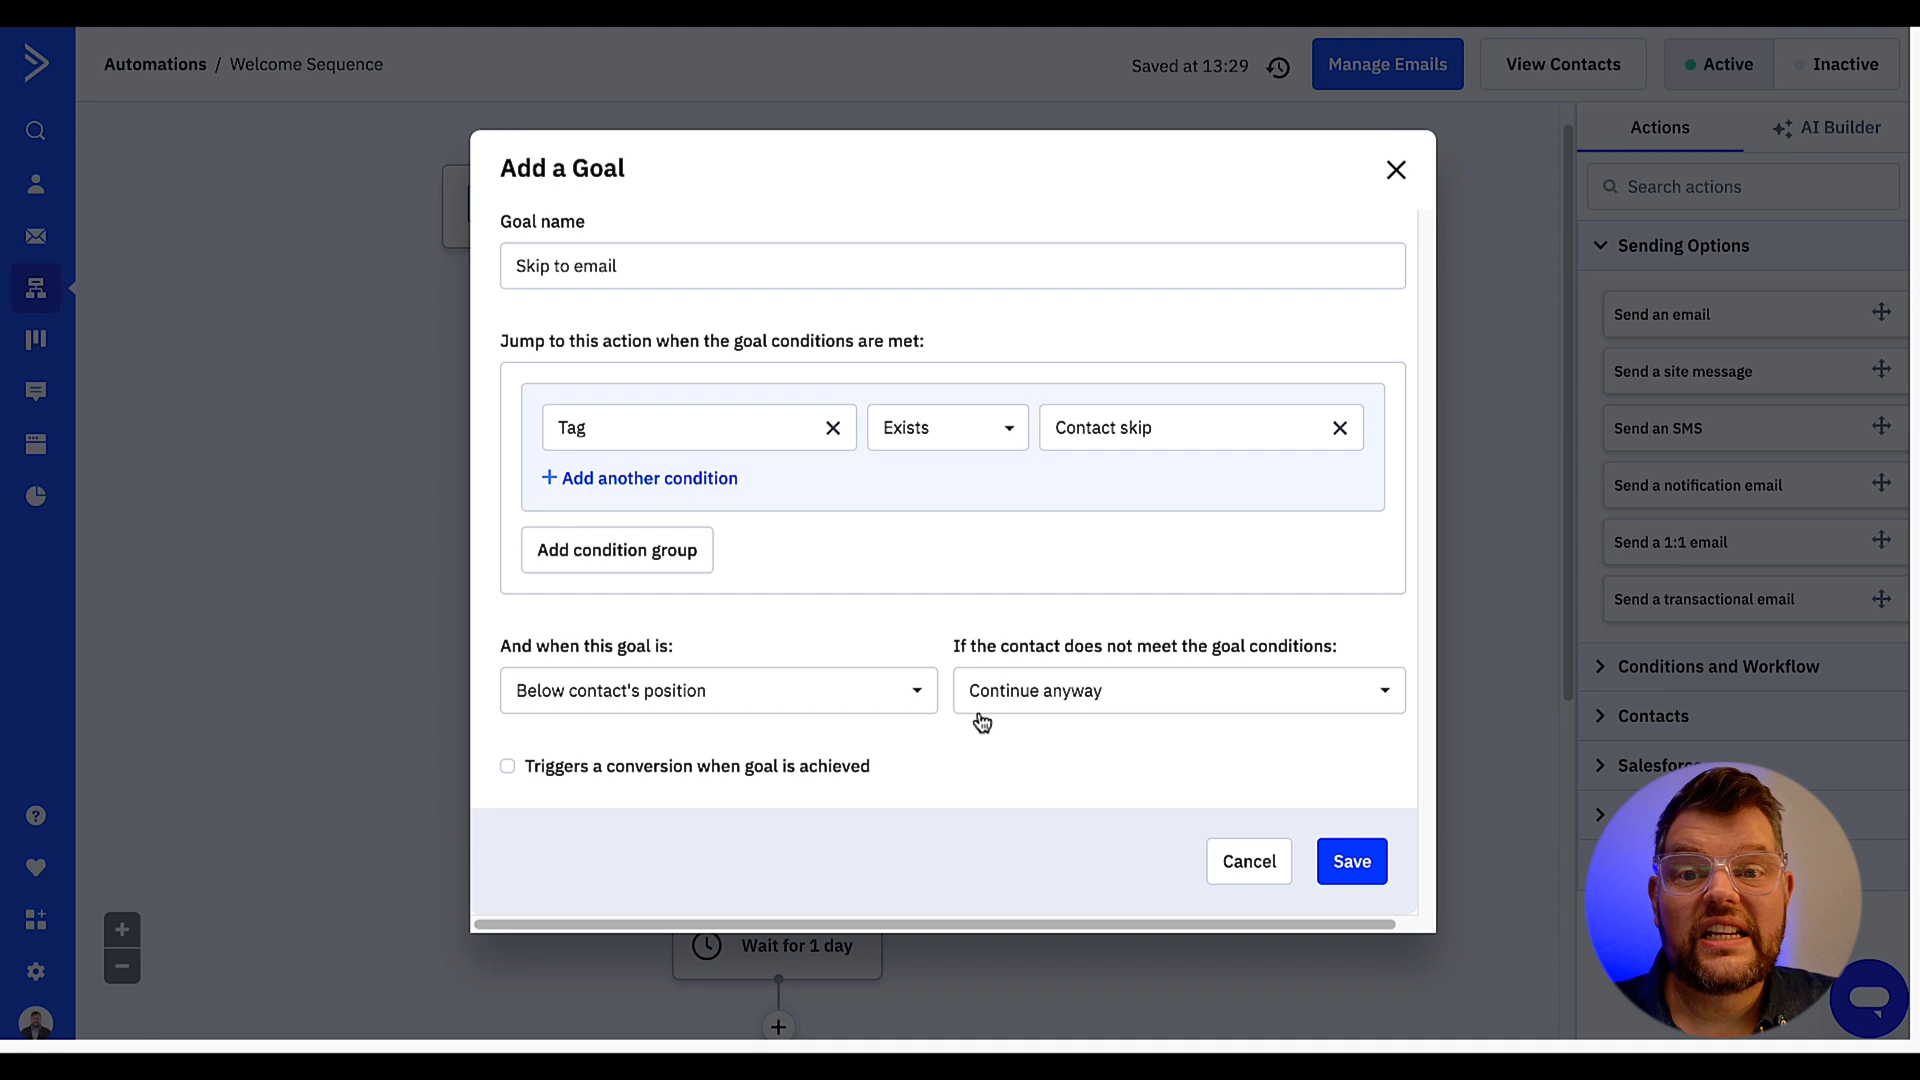 Automations / Welcome Sequence
Saved at 13:29
Manage Emails
View Contacts
Active
Inactive
Actions
AI Builder
Search actions
Sending Options
Send an email
Send a site message
Send an SMS
Send a notification email
Send a 1:1 email
Send a transactional email
Conditions and Workflow
Contacts
Add a Goal
Goal name
Skip to email
Jump to this action when the goal conditions are met:
Tag
Exists
Contact skip
Add another condition
Add condition group
And when this goal is:
If the contact does not meet the goal conditions:
Below contact's position
Continue anyway
Triggers a conversion when goal is achieved
Cancel
Save
Wait for 1 day